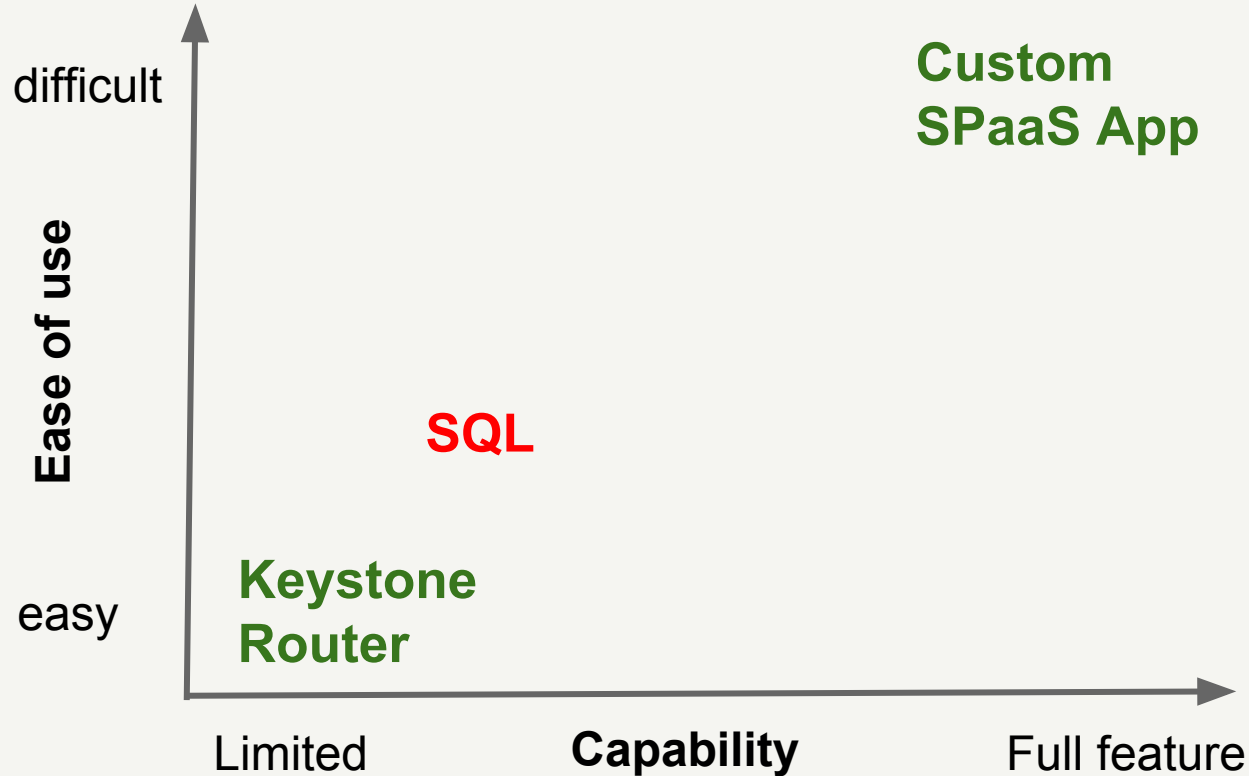 difficult
Custom
SPaaS App
Ease of use
SQL
Keystone
Router
easy
Limited
Capability
Full feature